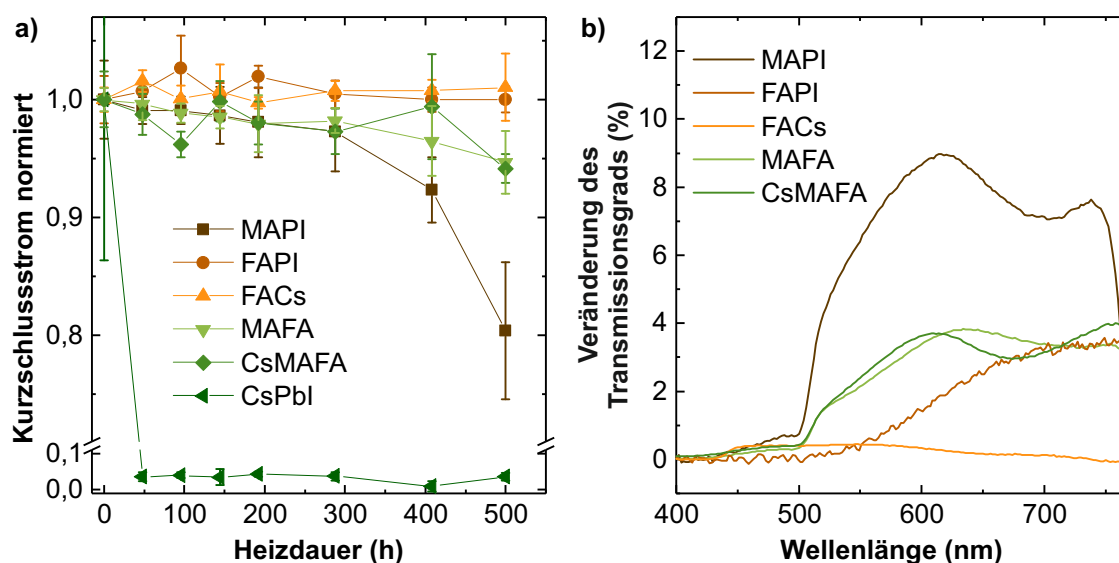 a)
Kurzschlussstrom normiert
1,0
0,9
0,8
0,1
0,0
MAPI
FAPI
FACs
MAFA
CsMAFA
CsPbI
0
100
200
300
400
500
Heizdauer (h)
b)
Veränderung des
Transmissionsgrads (%)
12
10
8
6
4
2
0
MAPI
FAPI
FACs
MAFA
CsMAFA
400
500
600
700
Wellenlänge (nm)